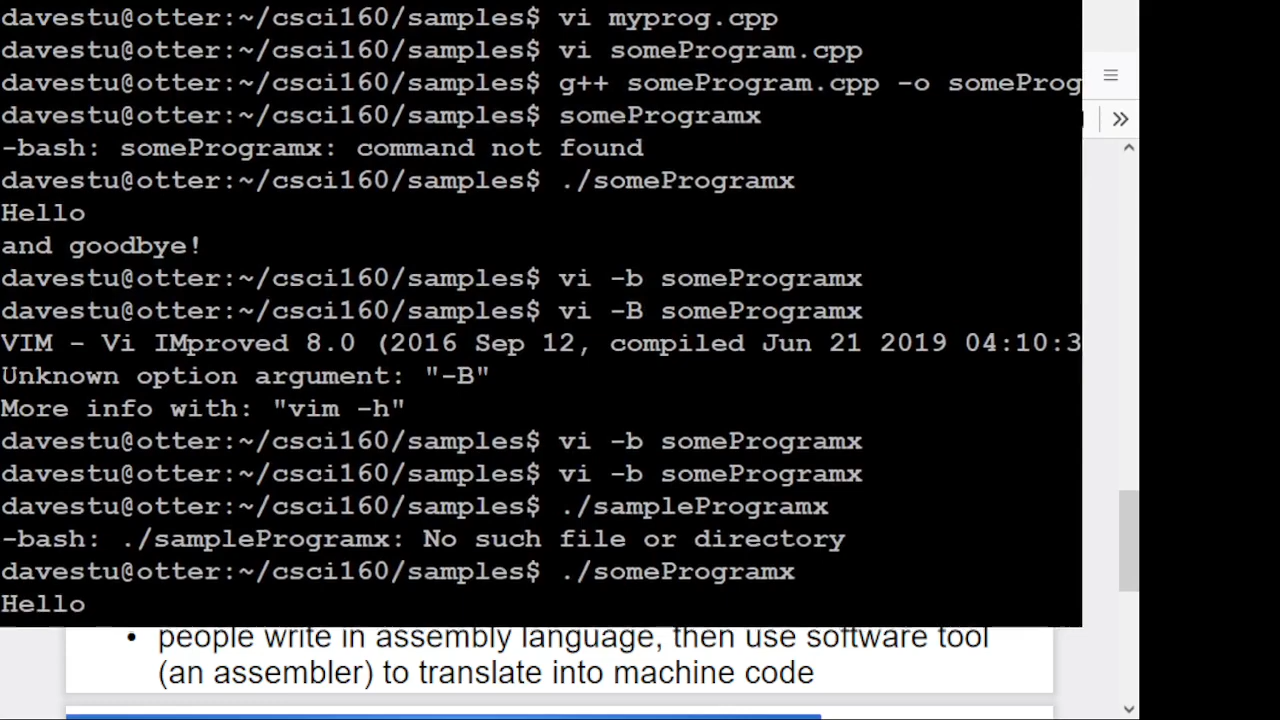 davestu@otter:~/csci160/samples$ vi myprog.cpp
davestu@otter:~/csci160/samples$ vi someProgram.cpp
davestu@otter:~/csci160/samples$ g++ someProgram.cpp -o someProg
davestu@otter:~/csci160/samples$ someProgramx
-bash: someProgramx: command not found
davestu@otter:~/csci160/samples$ ./someProgramx
Hello
and goodbye!
davestu@otter:~/csci160/samples$ vi -b someProgramx
davestu@otter:~/csci160/samples$ vi -B someProgramx
VIM - Vi IMproved 8.0 (2016 Sep 12, compiled Jun 21 2019 04:10:3
Unknown option argument: "-B"
More info with: "vim -h"
davestu@otter:~/csci160/samples$ vi -b someProgramx
davestu@otter:~/csci160/samples$ vi -b someProgramx
davestu@otter:~/csci160/samples$ ./sampleProgramx
-bash: ./sampleProgramx: No such file or directory
davestu@otter:~/csci160/samples$ ./someProgramx
Hello
• people write in assembly language, then use software tool
(an assembler) to translate into machine code